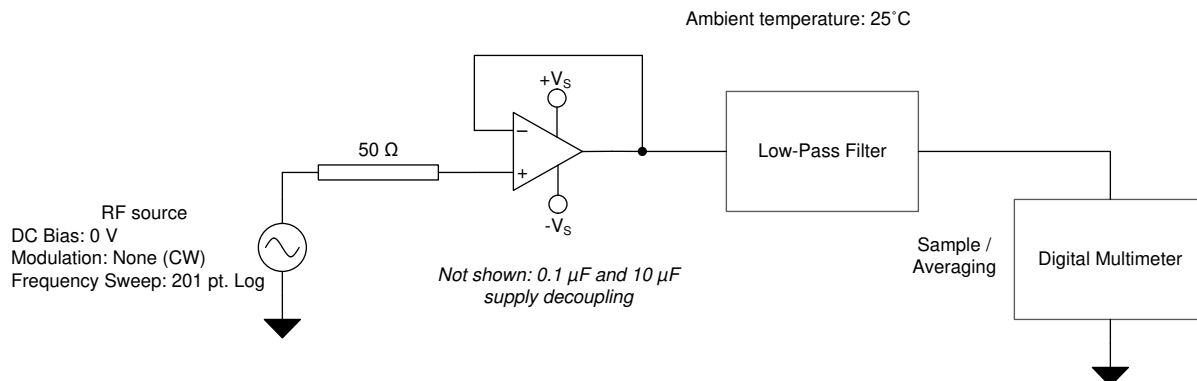 Ambient temperature: 25˚C
+VS
−
50 Ω
+
-VS
Low-Pass Filter
RF source
DC Bias: 0 V
Modulation: None (CW)
Frequency Sweep: 201 pt. Log
Not shown: 0.1 µF and 10 µF
supply decoupling
Sample /
Averaging
Digital Multimeter